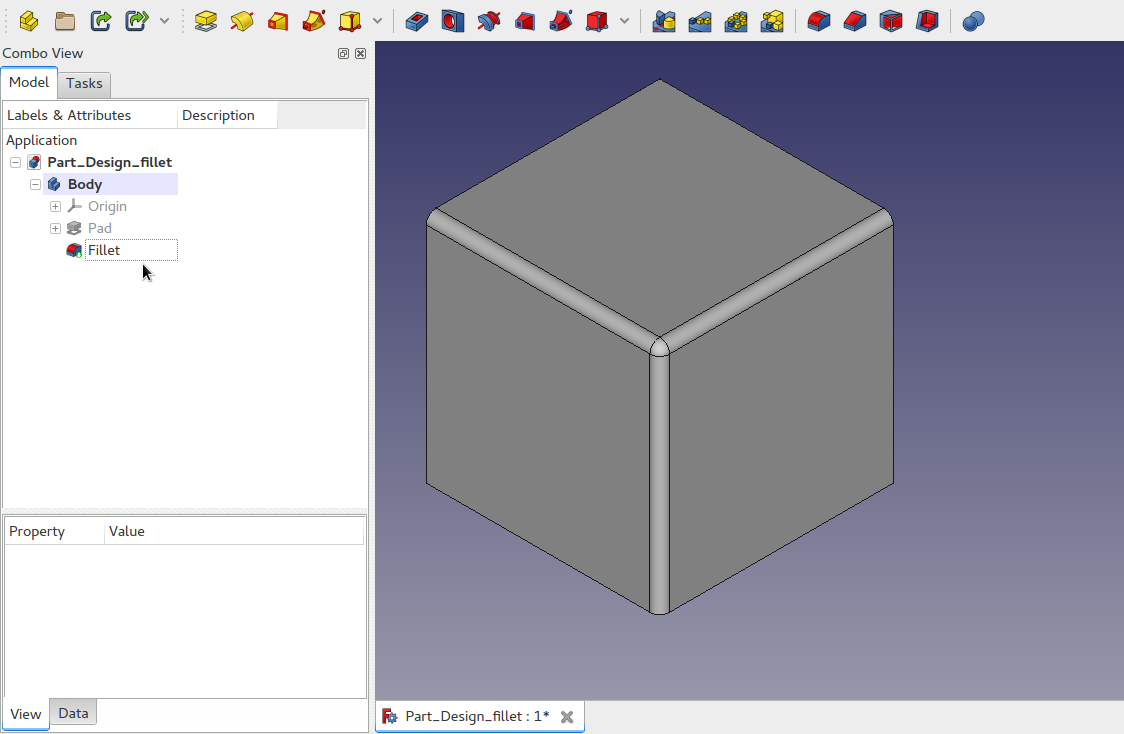 Combo View
Model Tasks
Labels & Attributes Description
Application
Part_Design_fillet
Body
Origin
Pad
Fillet
Property Value
View Data
Part_Design_fillet : 1*